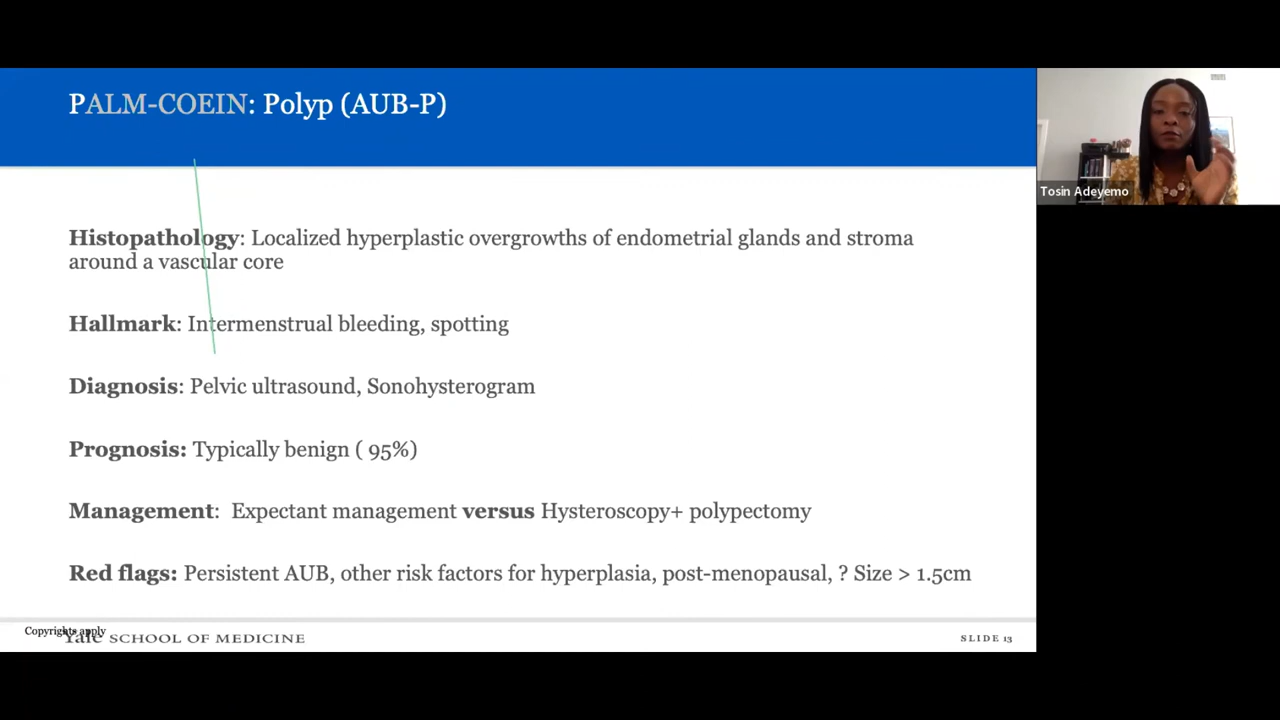 PALM-COEIN: Polyp (AUB-P)
Tosin Adeyemo
Histopathology: Localized hyperplastic overgrowths of endometrial glands and stroma
around a vascular core
Hallmark: Intermenstrual bleeding, spotting
Diagnosis: Pelvic ultrasound, Sonohysterogram
Prognosis: Typically benign ( 95%)
Management:  Expectant management versus Hysteroscopy+ polypectomy
Red flags: Persistent AUB, other risk factors for hyperplasia, post-menopausal, ? Size > 1.5cm
Copyrights apply
Yale SCHOOL OF MEDICINE
SLIDE 13